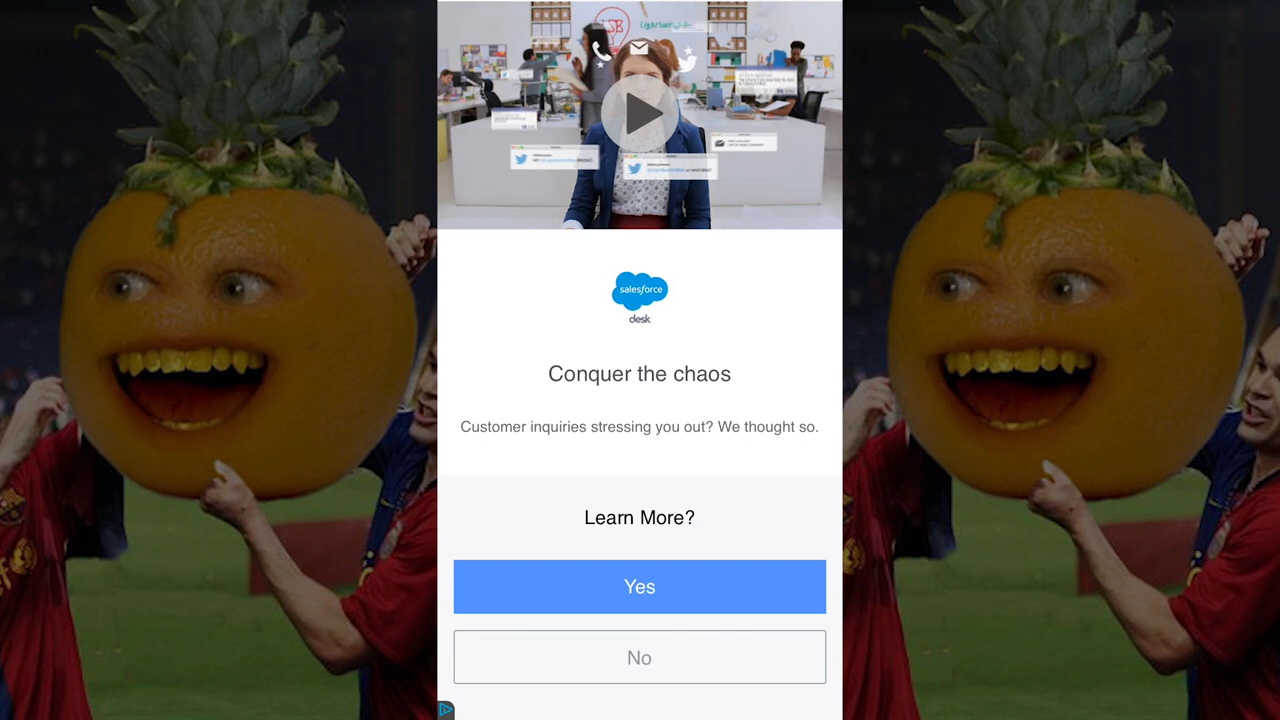 salesforce
desk
Conquer the chaos
Customer inquiries stressing you out? We thought so.
Learn More?
Yes
No